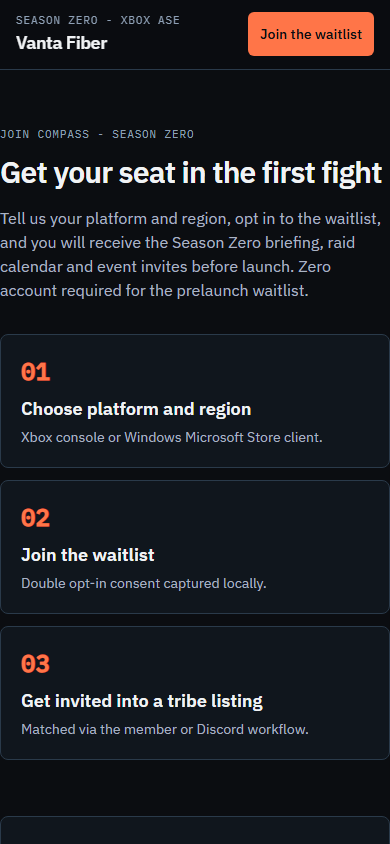 SEASON ZERO - XBOX ASE
Vanta Fiber
Join the waitlist
JOIN COMPASS - SEASON ZERO
Get your seat in the first fight
Tell us your platform and region, opt in to the waitlist,
and you will receive the Season Zero briefing, raid
calendar and event invites before launch. Zero
account required for the prelaunch waitlist.
01
Choose platform and region
Xbox console or Windows Microsoft Store client.
02
Join the waitlist
Double opt-in consent captured locally.
03
Get invited into a tribe listing
Matched via the member or Discord workflow.